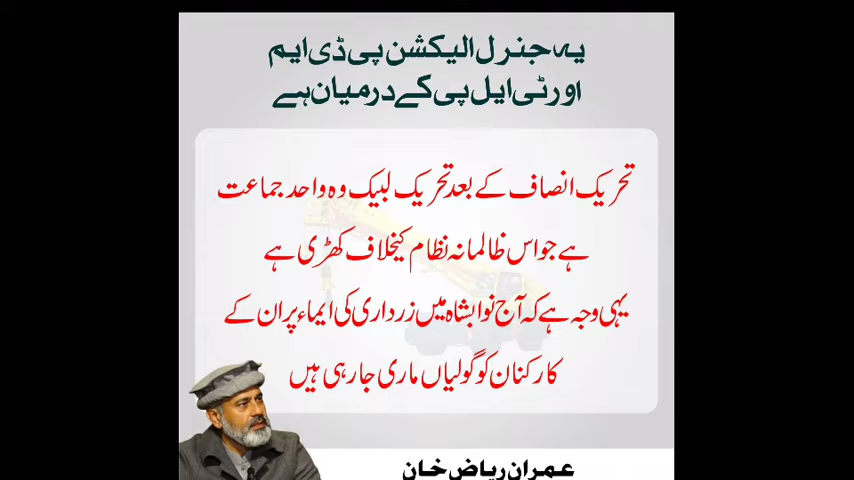 یہ جنرل الیکشن پی ڈی ایم
اور ٹی ایل پی کے درمیان ہے
تحریک انصاف کے بعد تحریک لبیک وہ واحد جماعت
ہے جو اس ظالمانہ نظام کیخلاف کھڑی ہے
یہی وجہ ہے کہ آج نوابشاہ میں زرداری کی ایماء پر ان کے
کارکنان کو گولیاں ماری جا رہی ہیں
عمران ریاض خان